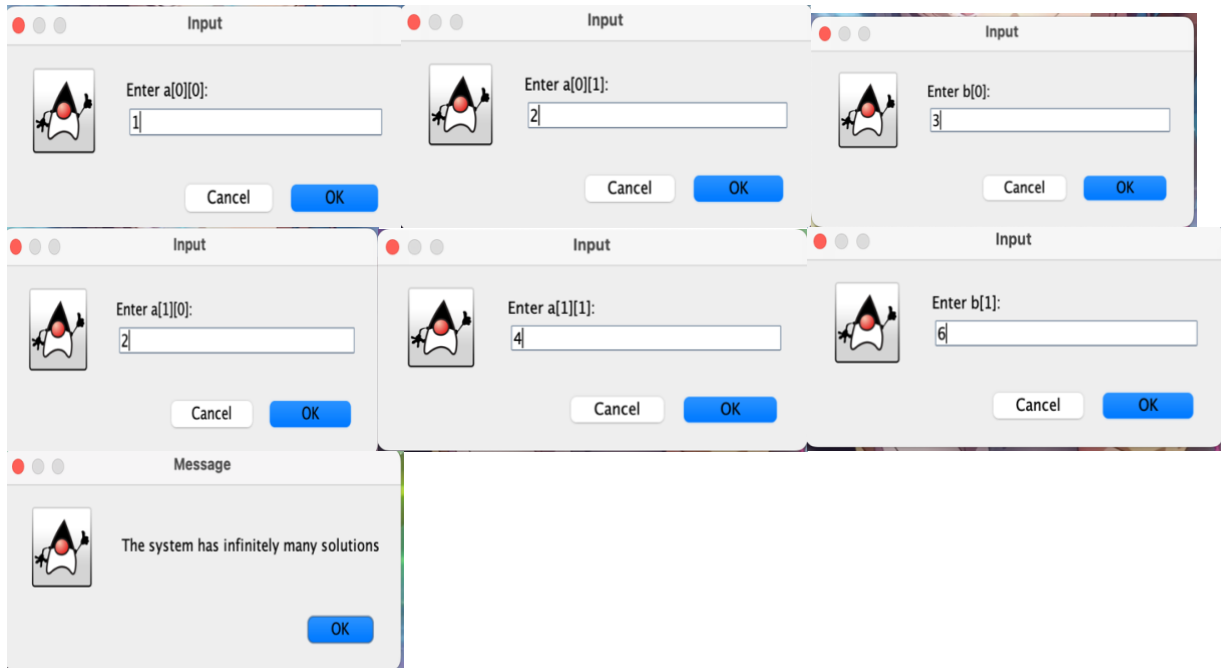 Input
Enter a[0][0]:
1
Cancel
OK
Input
Enter a[0][1]:
2
Cancel
OK
Input
Enter b[0]:
3
Cancel
OK
Input
Enter a[1][0]:
2
Cancel
OK
Input
Enter a[1][1]:
4
Cancel
OK
Input
Enter b[1]:
6
Cancel
OK
Message
The system has infinitely many solutions
OK